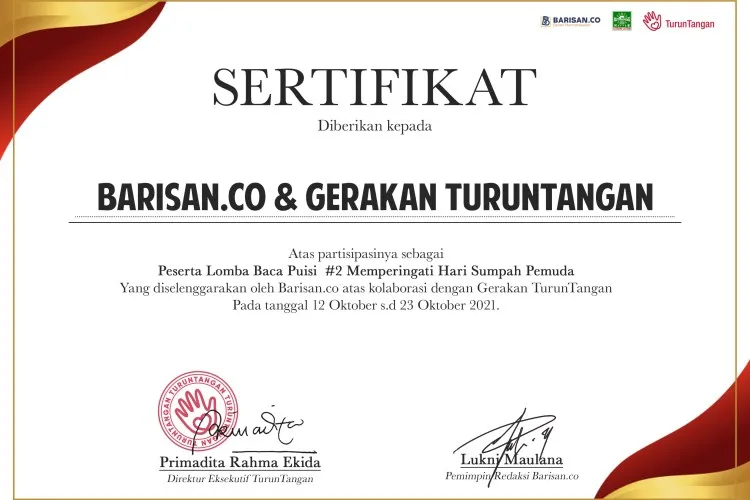 BARISAN.CO
TurunTangan
SERTIFIKAT
Diberikan kepada
BARISAN.CO & GERAKAN TURUNTANGAN
Atas partisipasinya sebagai
Peserta Lomba Baca Puisi #2 Memperingati Hari Sumpah Pemuda
Yang diselenggarakan oleh Barisan.co atas kolaborasi dengan Gerakan TurunTangan
Pada tanggal 12 Oktober s.d 23 Oktober 2021.
TURUNTANGAN TURUNTANGAN TURUNTANGAN
Primadita Rahma Ekida
Direktur Eksekutif TurunTangan
Lukni Maulana
Pemimpin Redaksi Barisan.co